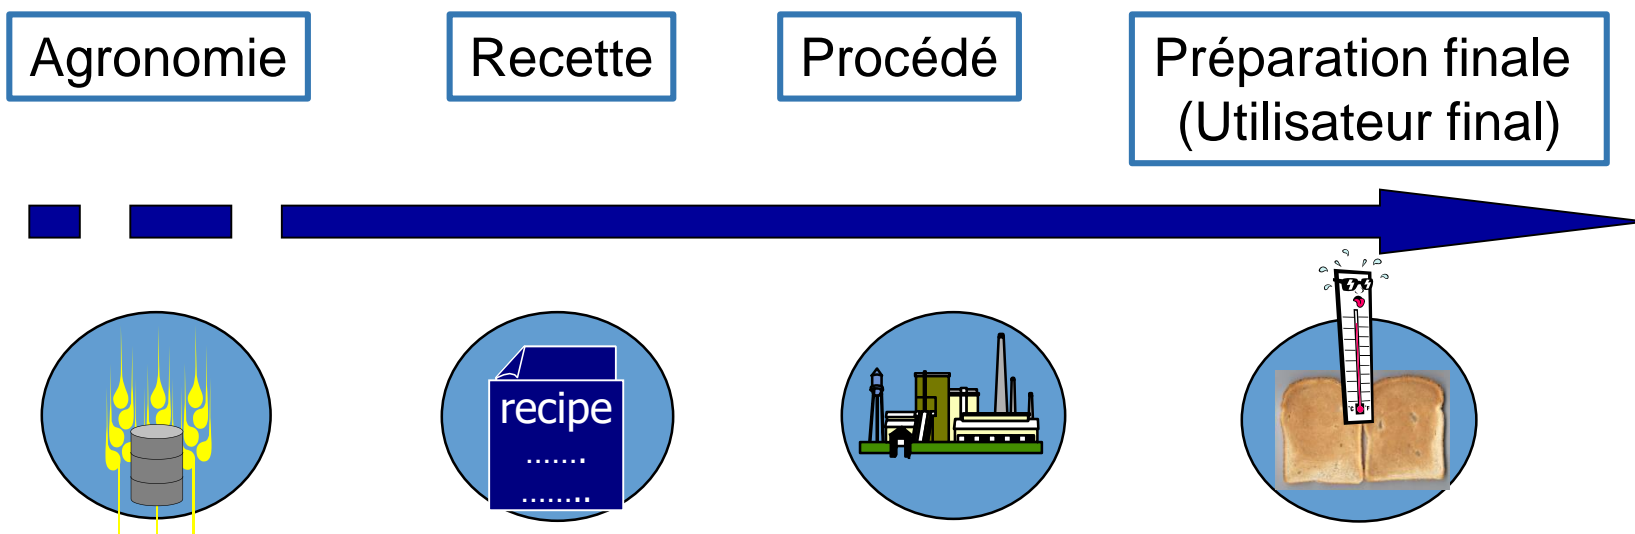 Agronomie
Recette
Procédé
Préparation finale
(Utilisateur final)
recipe
.......
........
°C °F